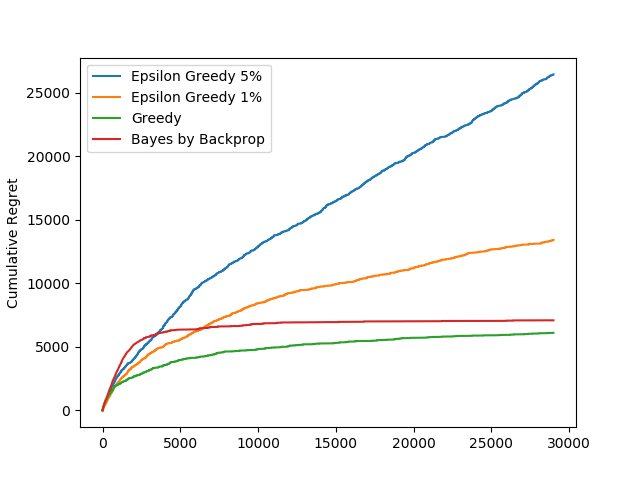 Epsilon Greedy 5%
Epsilon Greedy 1%
Greedy
Bayes by Backprop
Cumulative Regret
25000
20000
15000
10000
5000
0
0 5000 10000 15000 20000 25000 30000